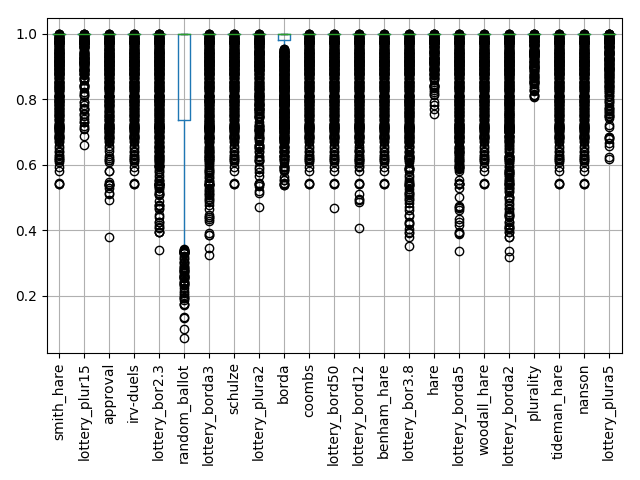 1.0
0.8
0.6
0.4
0.2
smith_hare
lottery_plur15
approval
irv-duels
lottery_bor2.3
random_ballot
lottery_borda3
schulze
lottery_plura2
borda
coombs
lottery_bord50
lottery_bord12
benham_hare
lottery_bor3.8
hare
lottery_borda5
woodall_hare
lottery_borda2
plurality
tideman_hare
nanson
lottery_plura5